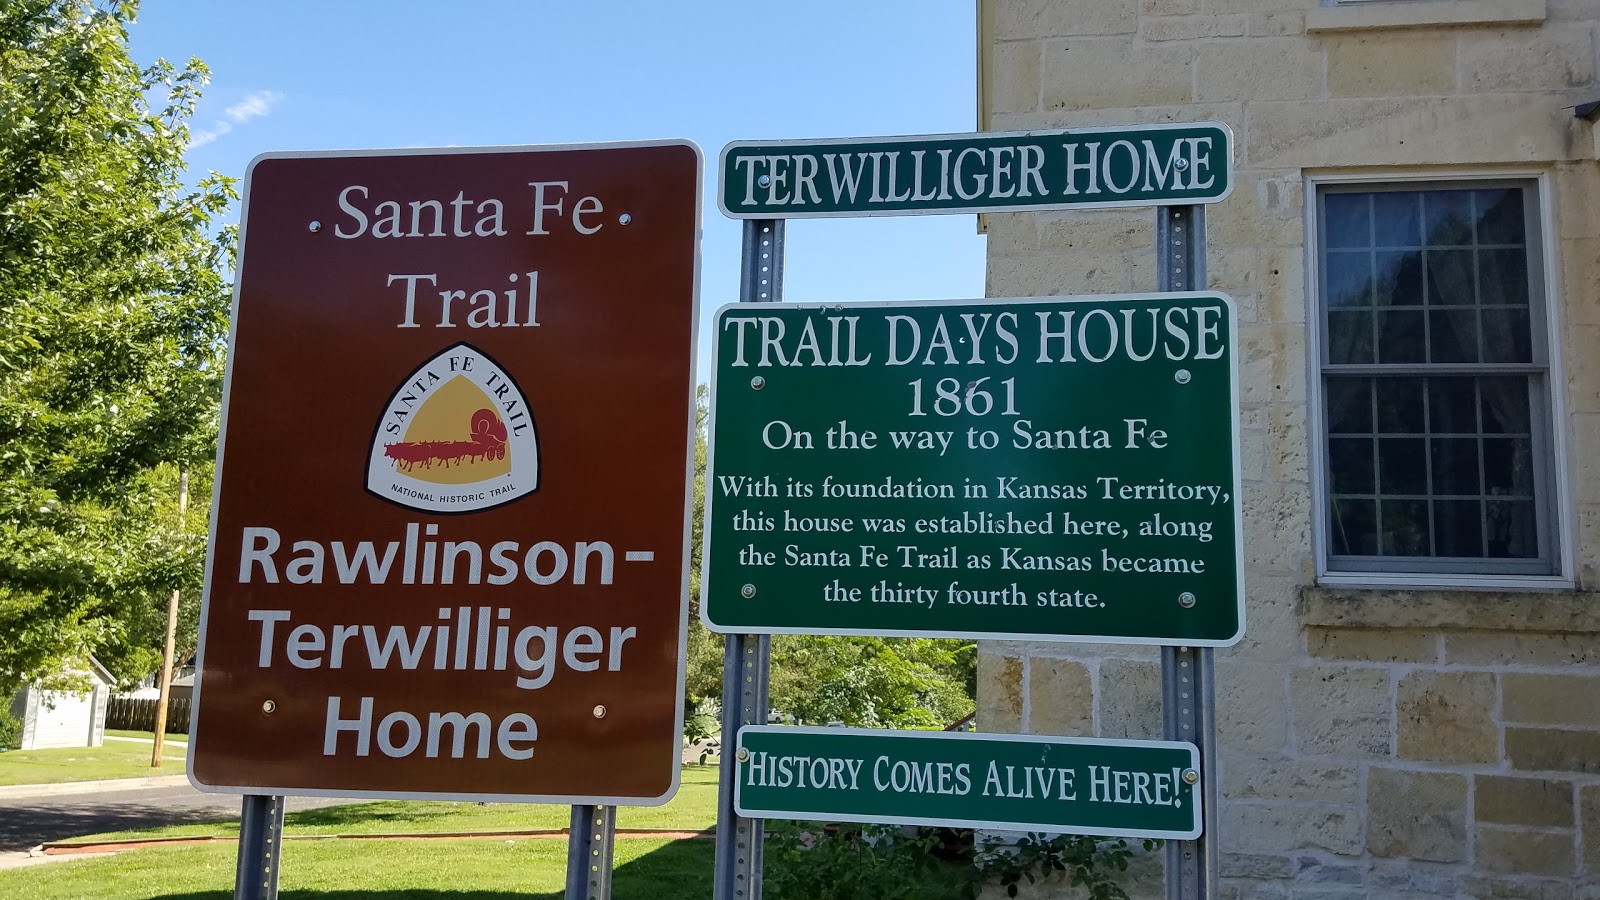 Santa Fe
Trail
SANTA FE TRAIL
NATIONAL HISTORIC TRAIL
Rawlinson-
Terwilliger
Home
TERWILLIGER HOME
TRAIL DAYS HOUSE
1861
On the way to Santa Fe
With its foundation in Kansas Territory,
this house was established here, along
the Santa Fe Trail as Kansas became
the thirty fourth state.
HISTORY COMES ALIVE HERE!